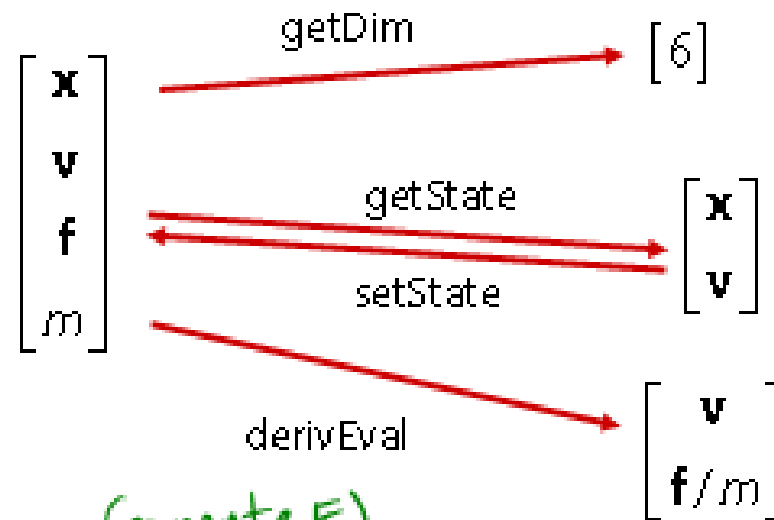 getDim
[6]
x
v
f
m
getState
setState
x
v
derivEval
v
f/m